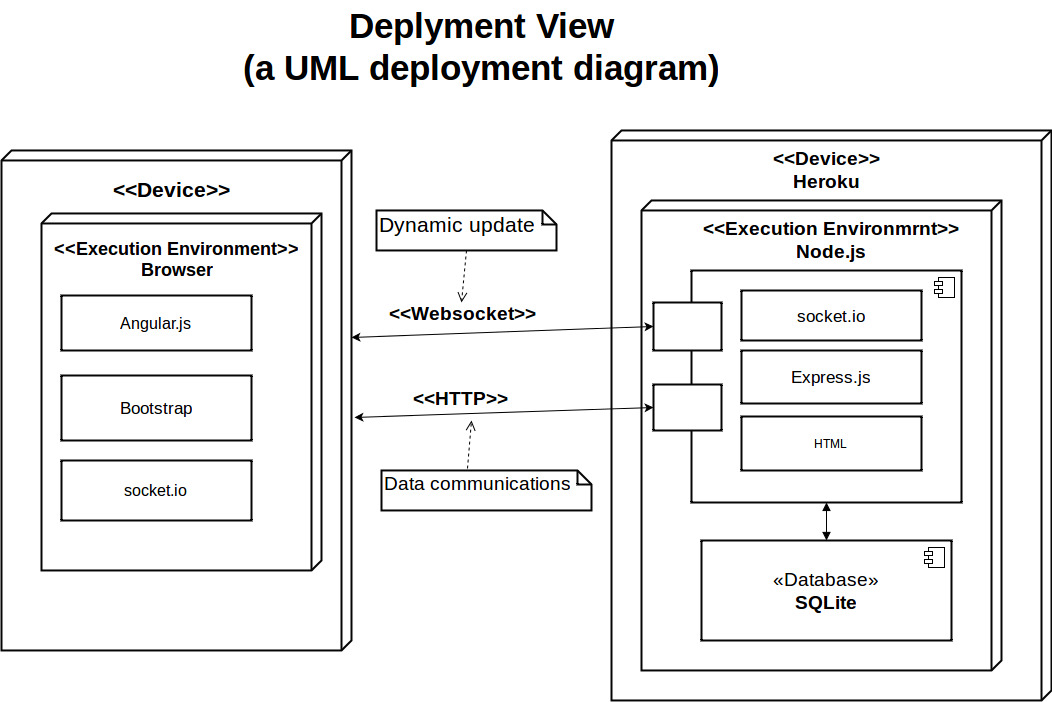 Deplyment View
(a UML deployment diagram)
<<Device>>
<<Execution Environment>>
Browser
Angular.js
Bootstrap
socket.io
Dynamic update
<<Websocket>>
<<HTTP>>
Data communications
<<Device>>
Heroku
<<Execution Environmrnt>>
Node.js
socket.io
Express.js
HTML
«Database»
SQLite